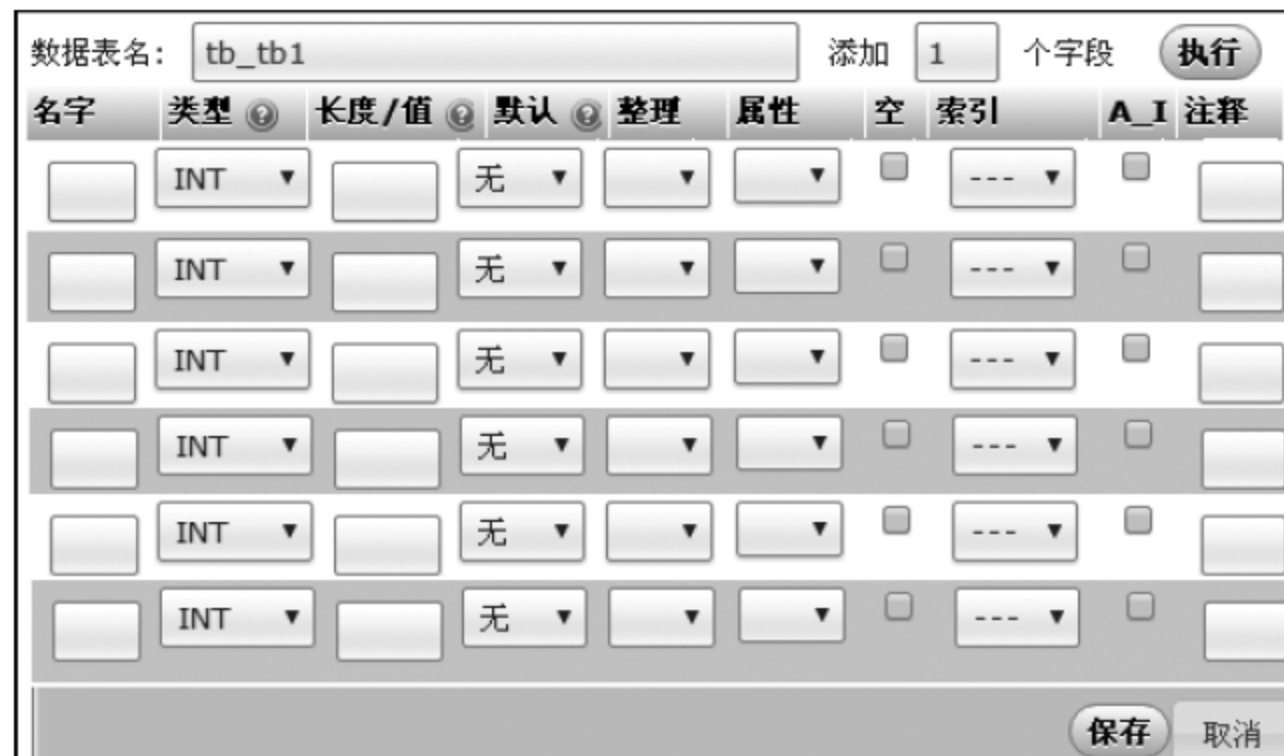 数据表名: tb_tb1 添加 1 个字段 执行
名字 类型 长度/值 默认 整理 属性 空 索引 A_I 注释
INT 无 ---
INT 无 ---
INT 无 ---
INT 无 ---
INT 无 ---
INT 无 ---
保存 取消